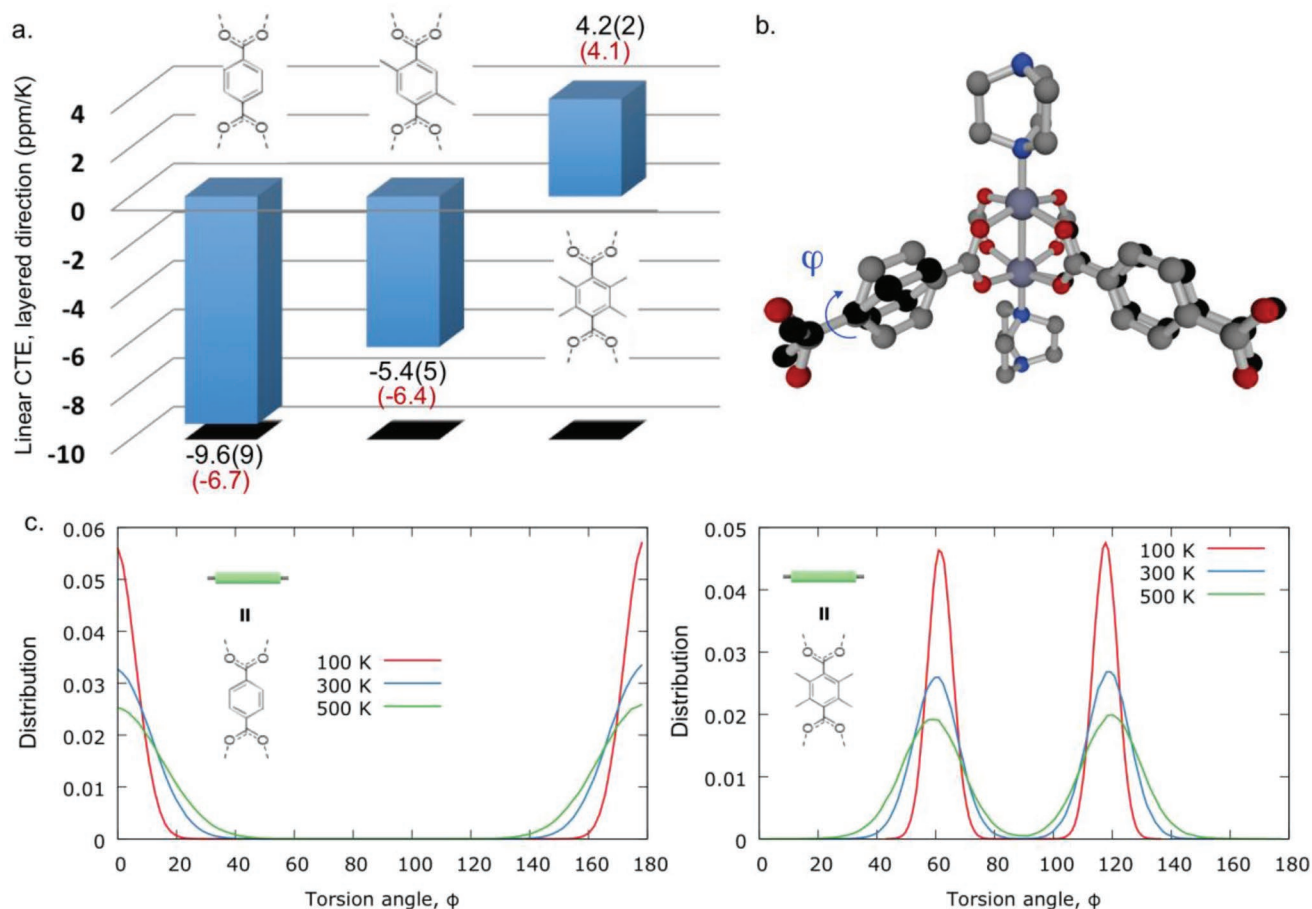 a.
Linear CTE, layered direction (ppm/K)
4
2
0
-2
-4
-6
-8
-10
O O
O O
O O
O O
4.2(2)
(4.1)
O O
O O
-5.4(5)
(-6.4)
-9.6(9)
(-6.7)
b.
φ
c.
Distribution
0.06
0.05
0.04
0.03
0.02
0.01
0
=
O O
O O
100 K
300 K
500 K
0 20 40 60 80 100 120 140 160 180
Torsion angle, ϕ
Distribution
0.05
0.04
0.03
0.02
0.01
0
=
O O
O O
100 K
300 K
500 K
0 20 40 60 80 100 120 140 160 180
Torsion angle, ϕ